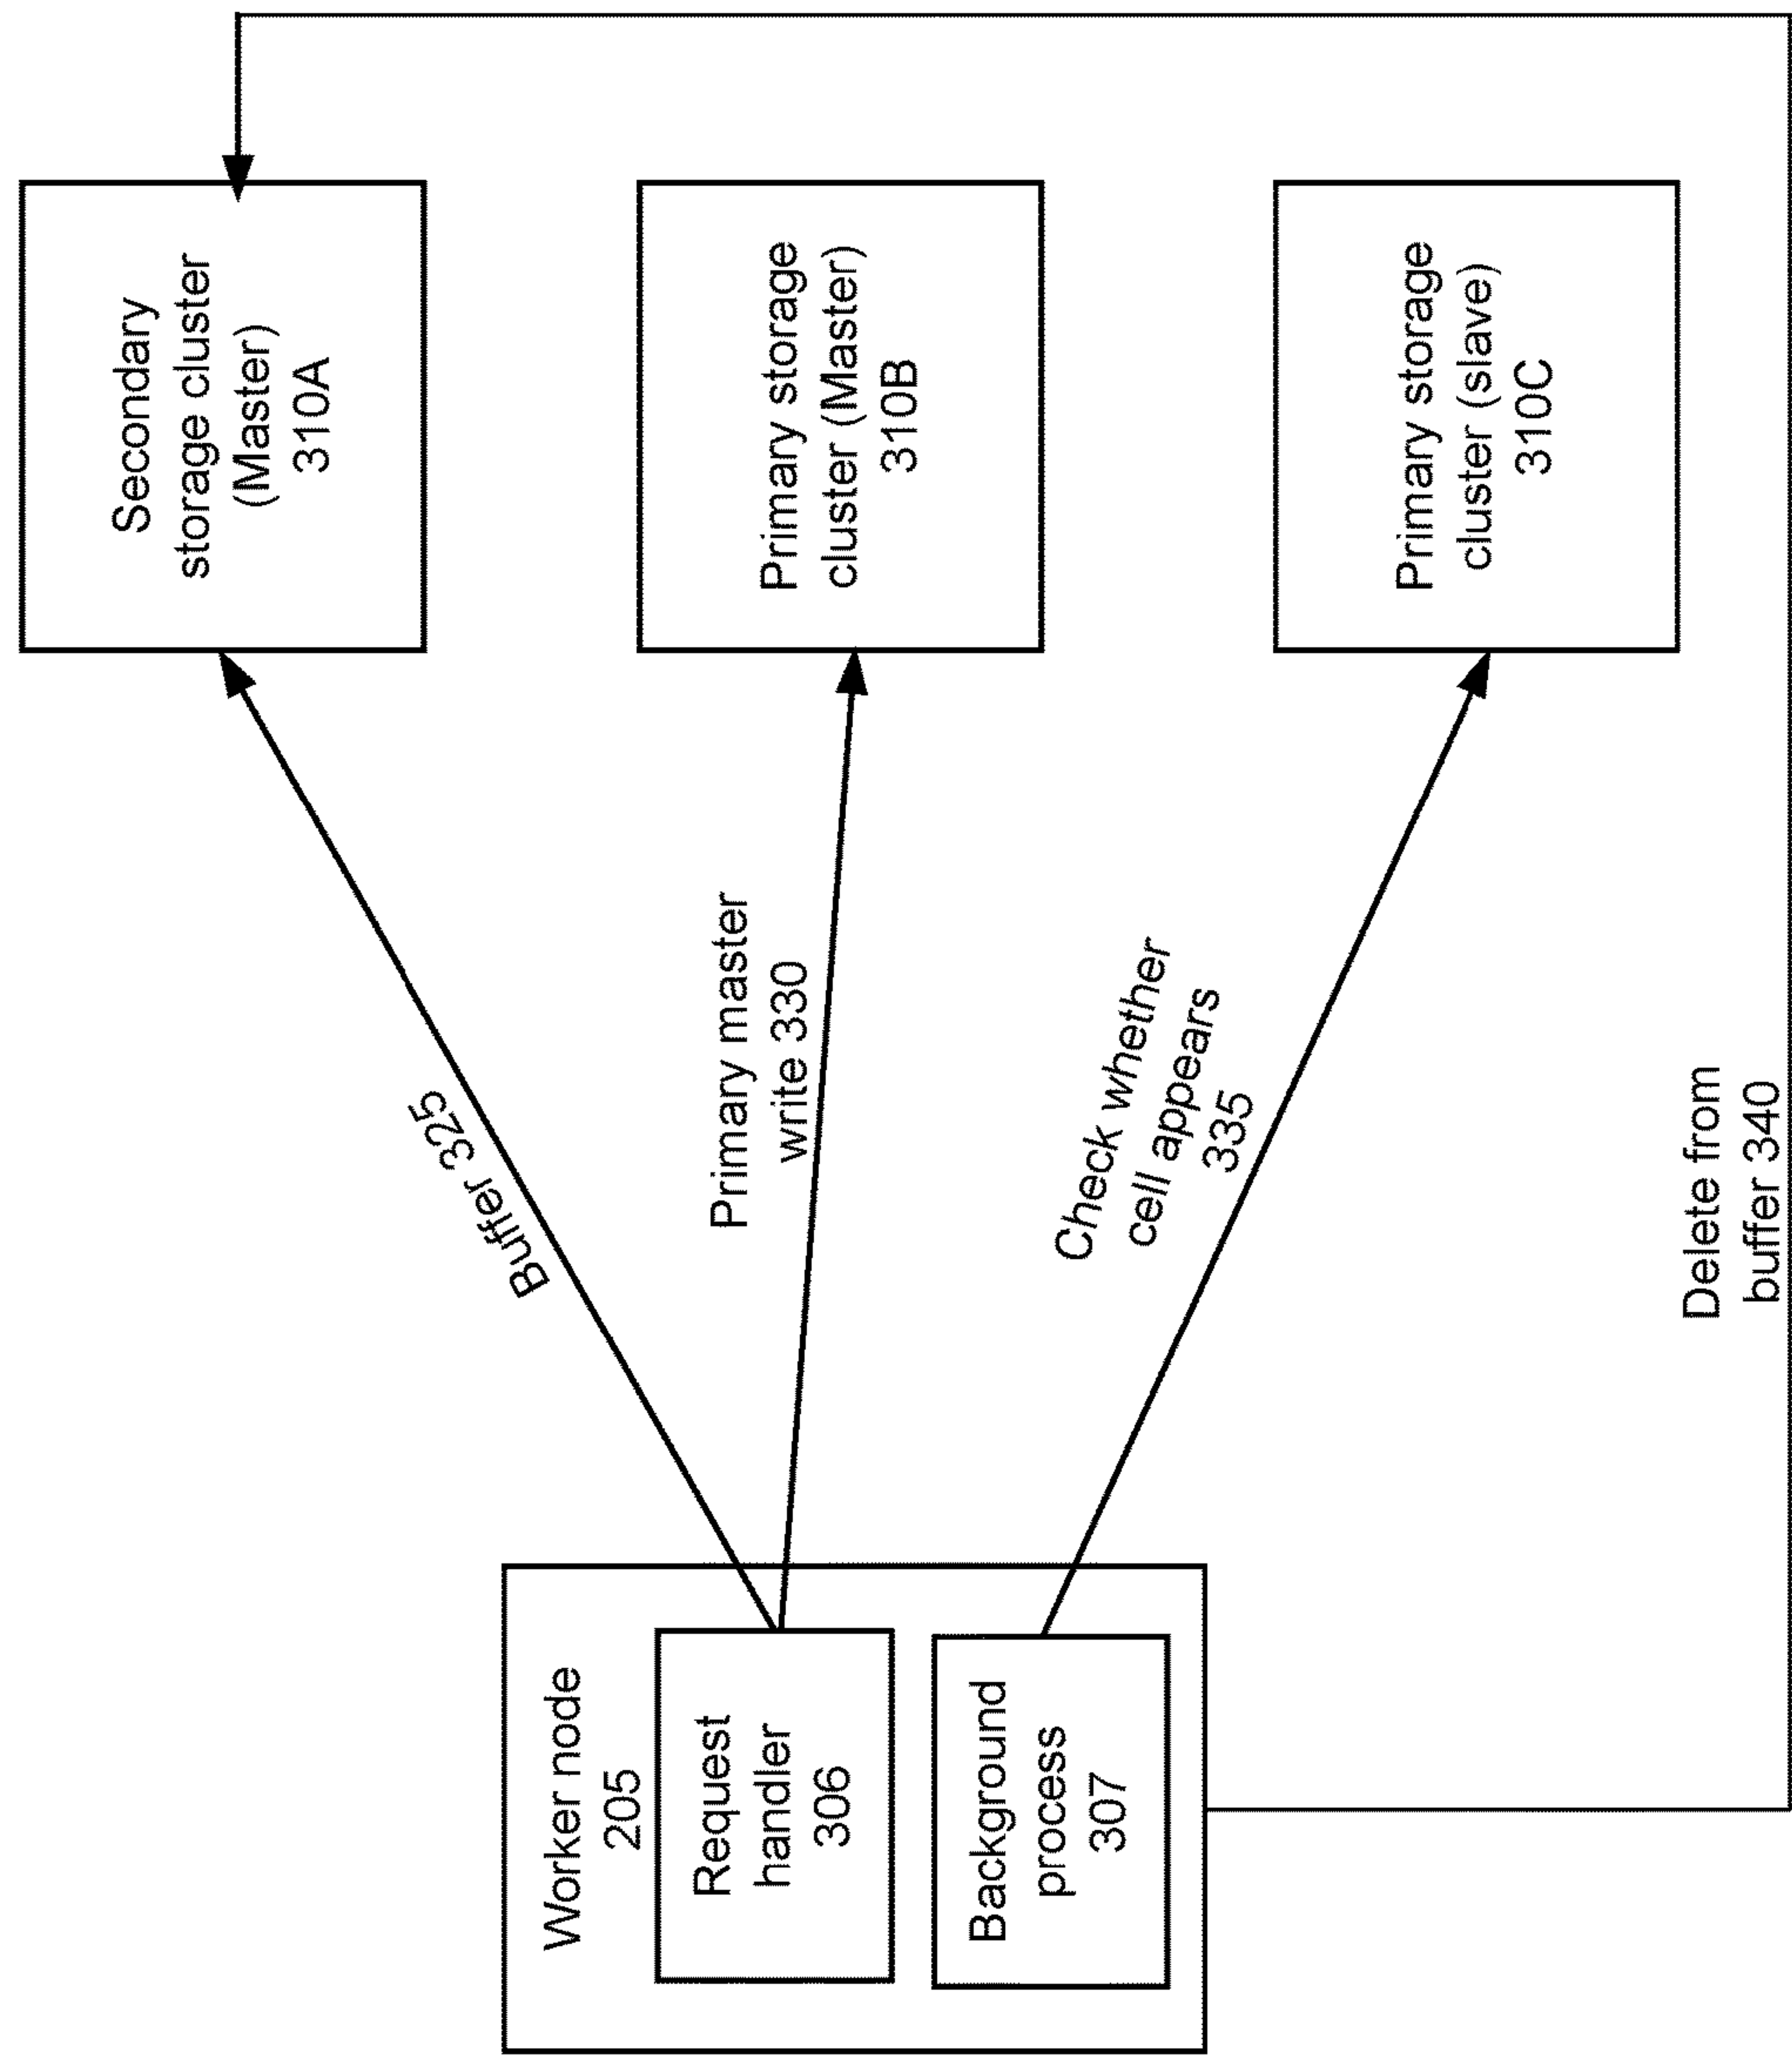 Worker node
205
Request
handler
306
Background
process
307
Buffer 325
Primary master
write 330
Check whether
cell appears
335
Delete from
buffer 340
Secondary
storage cluster
(Master)
310A
Primary storage
cluster (Master)
310B
Primary storage
cluster (slave)
310C